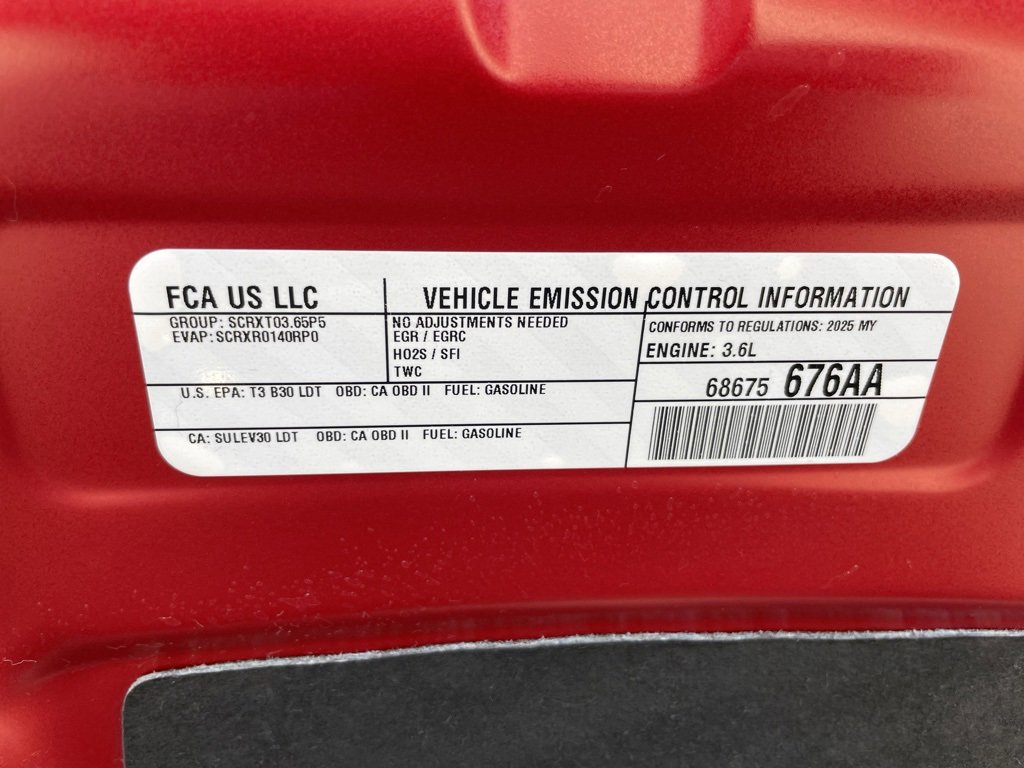 FCA US LLC
VEHICLE EMISSION CONTROL INFORMATION
GROUP: SCRXT03.65P5
EVAP: SCRXR0140RP0
NO ADJUSTMENTS NEEDED
EGR / EGRC
HO2S / SFI
TWC
CONFORMS TO REGULATIONS: 2025 MY
ENGINE: 3.6L
68675 676AA
U.S. EPA: T3 B30 LDT OBD: CA OBD II FUEL: GASOLINE
CA: SULEV30 LDT OBD: CA OBD II FUEL: GASOLINE